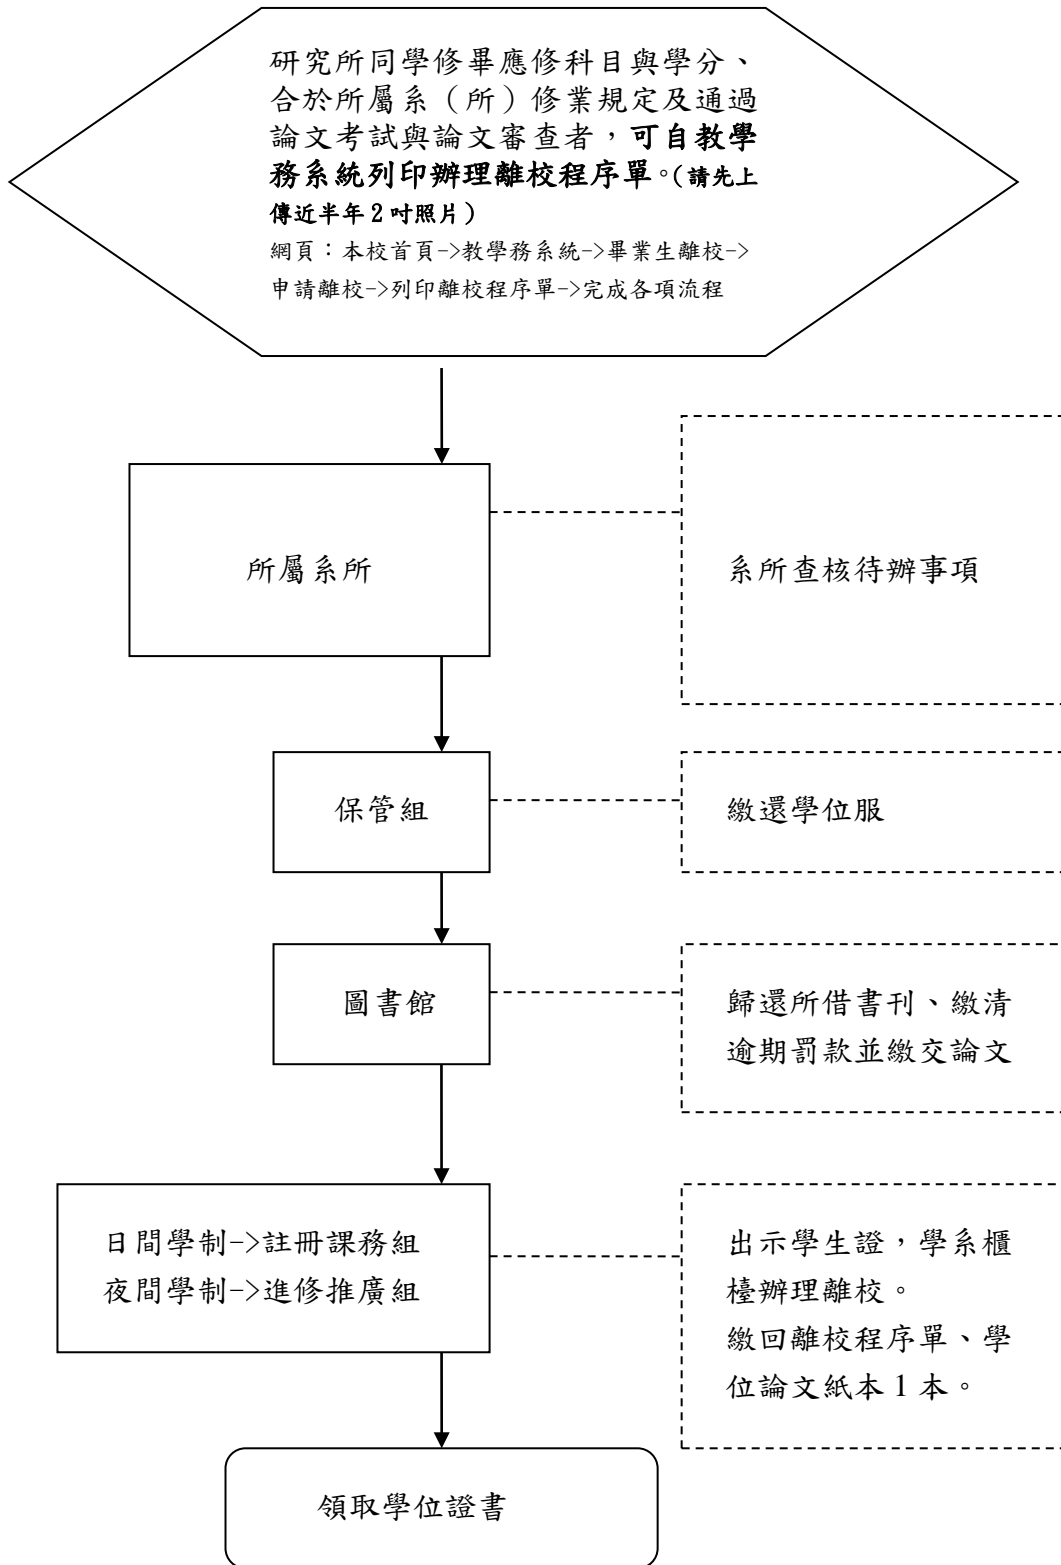 研究所同學修畢應修科目與學分、
合於所屬系（所）修業規定及通過
論文考試與論文審查者，可自教學
務系統列印辦理離校程序單。(請先上
傳近半年2吋照片)
網頁：本校首頁->教學務系統->畢業生離校->
申請離校->列印離校程序單->完成各項流程
所屬系所
系所查核待辦事項
保管組
繳還學位服
圖書館
歸還所借書刊、繳清
逾期罰款並繳交論文
日間學制->註冊課務組
夜間學制->進修推廣組
出示學生證，學系櫃
檯辦理離校。
繳回離校程序單、學
位論文紙本1本。
領取學位證書